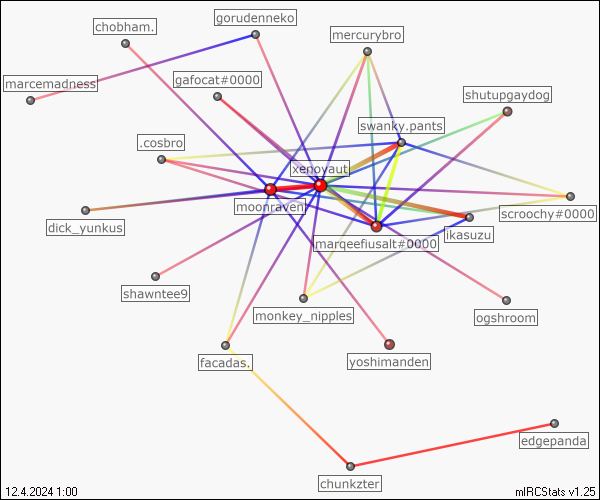 gorudenneko
chobham.
mercurybro
gafocat#0000
marcemadness
shutupgaydog
swanky.pants
.cosbro
xenoyaut
moonraven
scroochy#0000
dick_yunkus
ikasuzu
marqeefiusalt#0000
shawntee9
monkey_nipples
ogshroom
facadas.
yoshimanden
edgepanda
chunkzter
12.4.2024 1:00
mIRCStats v1.25